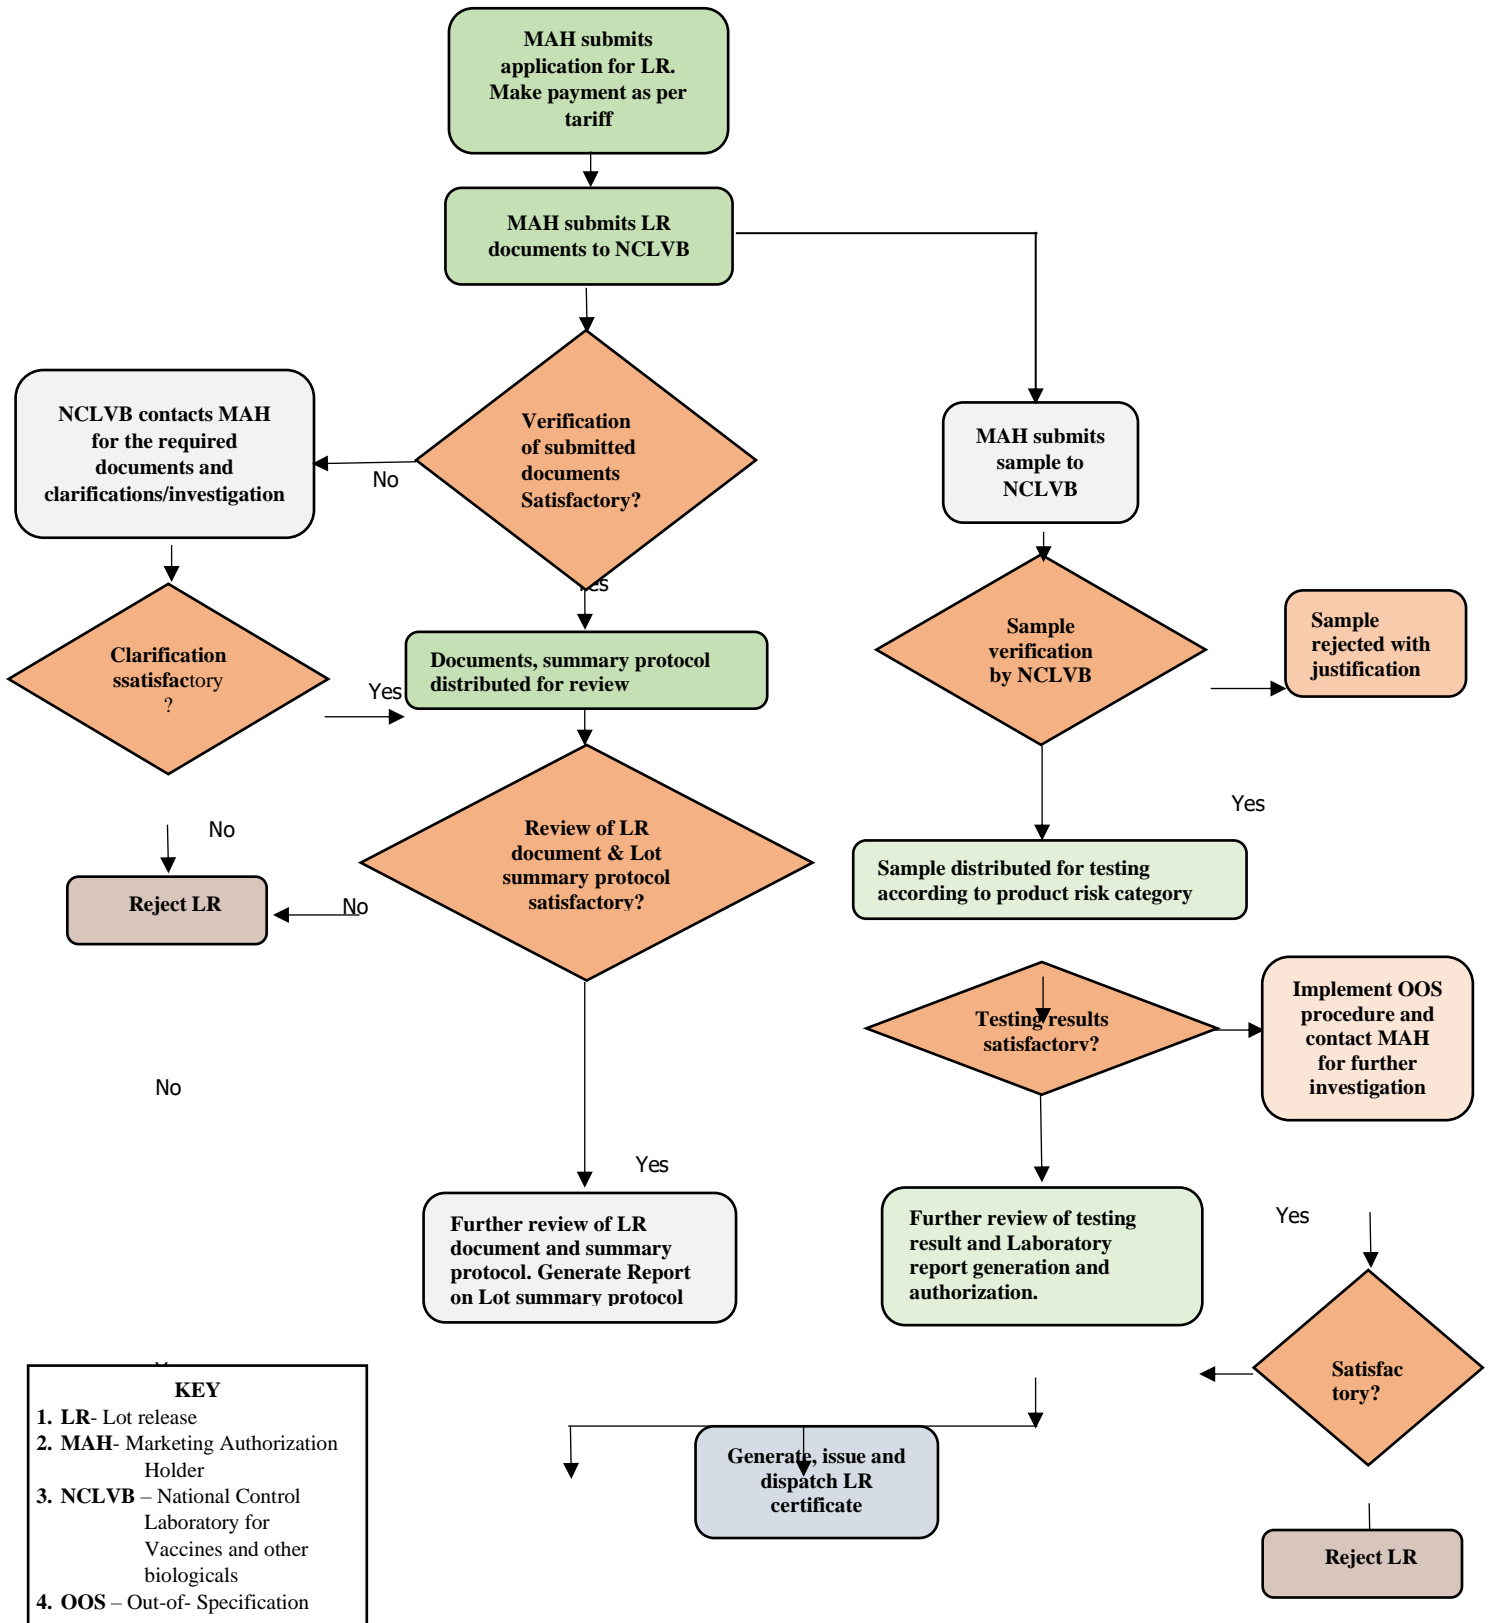 MAH submits
application for LR.
Make payment as per
tariff
MAH submits LR
documents to NCLVB
Verification
of submitted
documents
Satisfactory?
NCLVB contacts MAH
for the required
documents and
clarifications/investigation
No
MAH submits
sample to
NCLVB
Yes
Clarification
ssatisfactory
?
Yes
Documents, summary protocol
distributed for review
Sample
verification
by NCLVB
Sample
rejected with
justification
No
Reject LR
No
Review of LR
document & Lot
summary protocol
satisfactory?
Yes
Sample distributed for testing
according to product risk category
Testing results
satisfactory?
Implement OOS
procedure and
contact MAH
for further
investigation
No
Yes
Further review of LR
document and summary
protocol. Generate Report
on Lot summary protocol
Further review of testing
result and Laboratory
report generation and
authorization.
Yes
Satisfac
tory?
Generate, issue and
dispatch LR
certificate
Reject LR
KEY
1. LR- Lot release
2. MAH- Marketing Authorization
Holder
3. NCLVB – National Control
Laboratory for
Vaccines and other
biologicals
4. OOS – Out-of- Specification